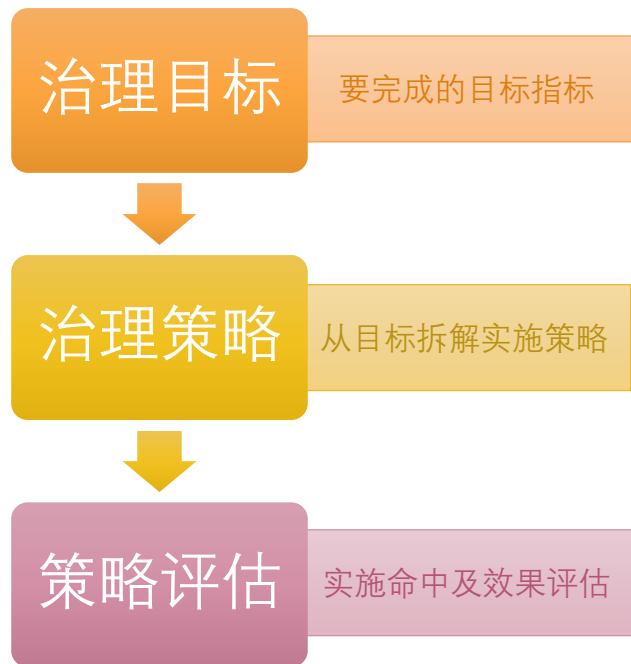 治理目标
要完成的目标指标
治理策略
从目标拆解实施策略
策略评估
实施命中及效果评估